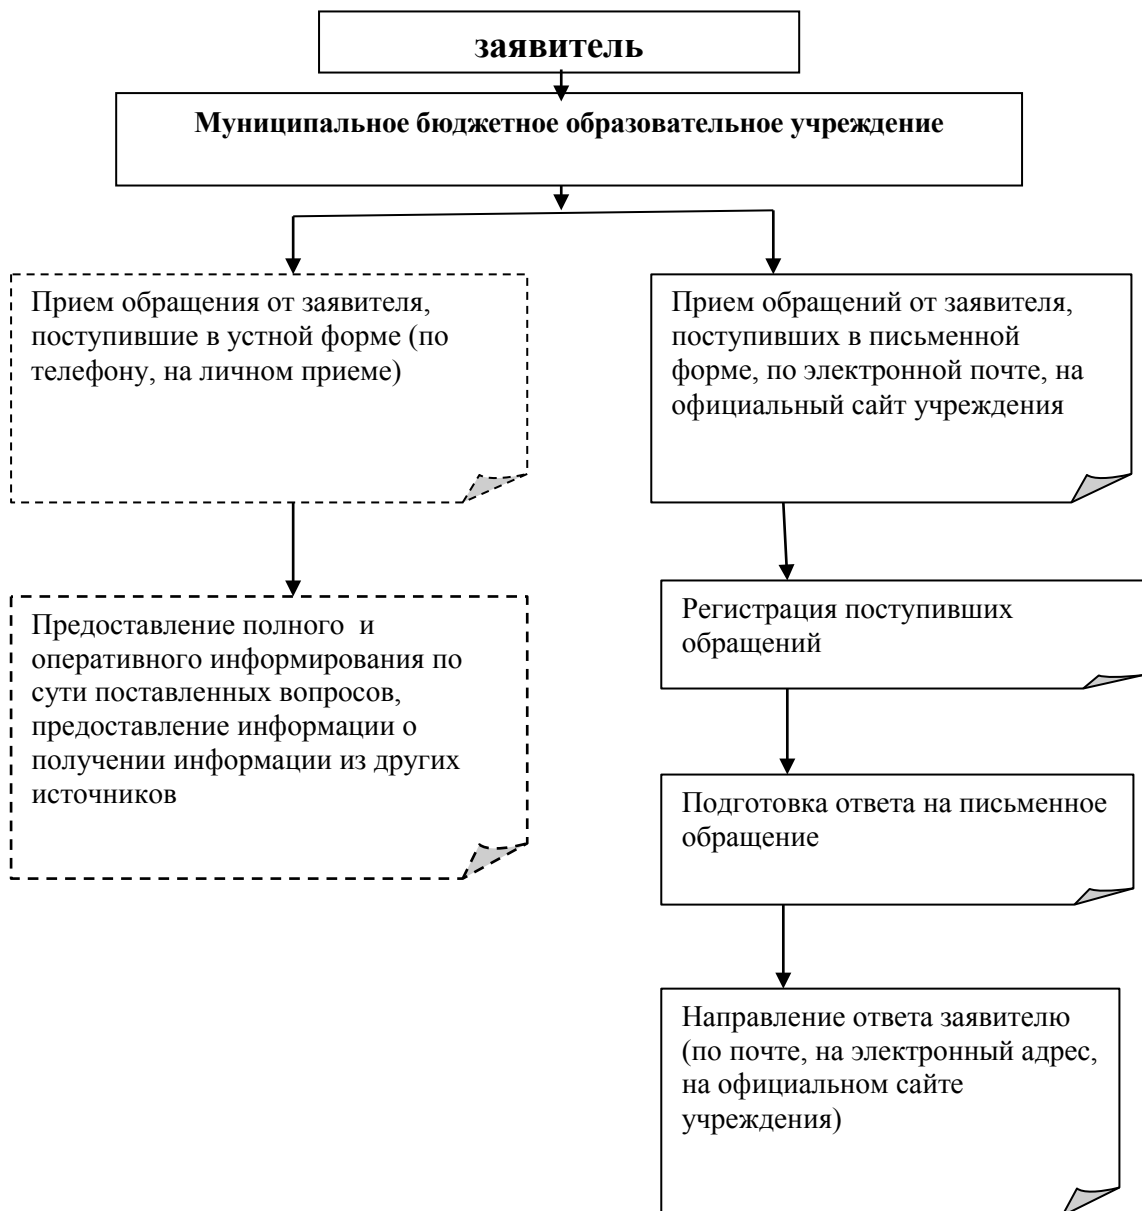 заявитель
Муниципальное бюджетное образовательное учреждение
Прием обращения от заявителя,
поступившие в устной форме (по
телефону, на личном приеме)
Предоставление полного  и
оперативного информирования по
сути поставленных вопросов,
предоставление информации о
получении информации из других
источников
Прием обращений от заявителя,
поступивших в письменной
форме, по электронной почте, на
официальный сайт учреждения
Регистрация поступивших
обращений
Подготовка ответа на письменное
обращение
Направление ответа заявителю
(по почте, на электронный адрес,
на официальном сайте
учреждения)